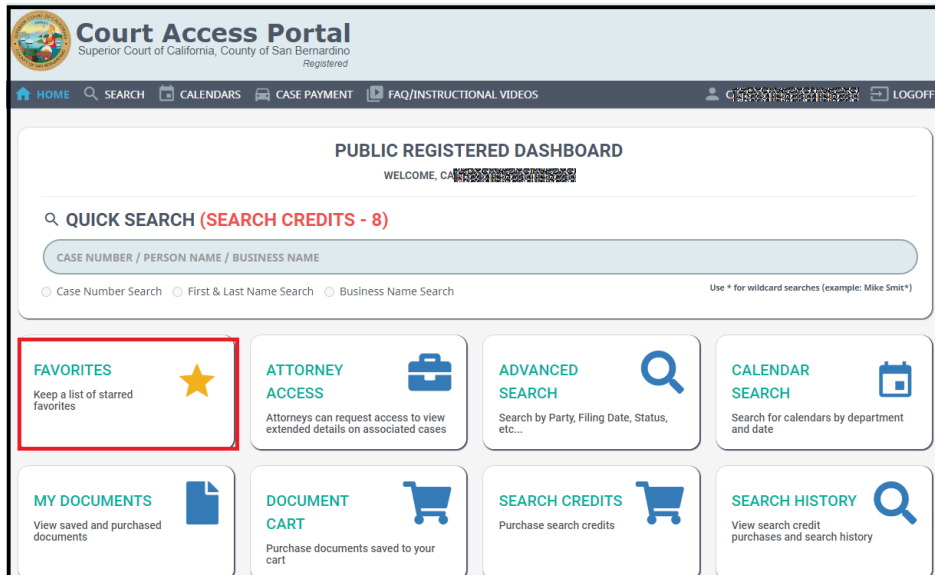 Court Access Portal
Superior Court of California, County of San Bernardino
Registered
HOME SEARCH CALENDARS CASE PAYMENT FAQ/INSTRUCTIONAL VIDEOS LOGOFF
PUBLIC REGISTERED DASHBOARD
WELCOME,
QUICK SEARCH (SEARCH CREDITS - 8)
CASE NUMBER / PERSON NAME / BUSINESS NAME
Case Number Search First & Last Name Search Business Name Search
Use * for wildcard searches (example: Mike Smit*)
FAVORITES
Keep a list of starred
favorites
ATTORNEY
ACCESS
Attorneys can request access to view
extended details on associated cases
ADVANCED
SEARCH
Search by Party, Filing Date, Status,
etc...
CALENDAR
SEARCH
Search for calendars by department
and date
MY DOCUMENTS
View saved and purchased
documents
DOCUMENT
CART
Purchase documents saved to your
cart
SEARCH CREDITS
Purchase search credits
SEARCH HISTORY
View search credit
purchases and search history